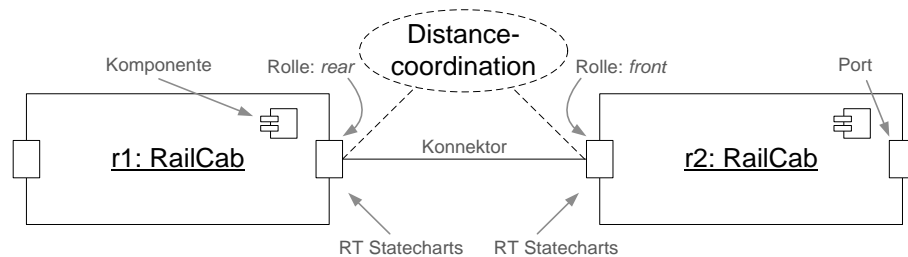 Distance-
coordination
Komponente
Rolle: rear
Rolle: front
Port
r1: RailCab
Konnektor
r2: RailCab
RT Statecharts
RT Statecharts